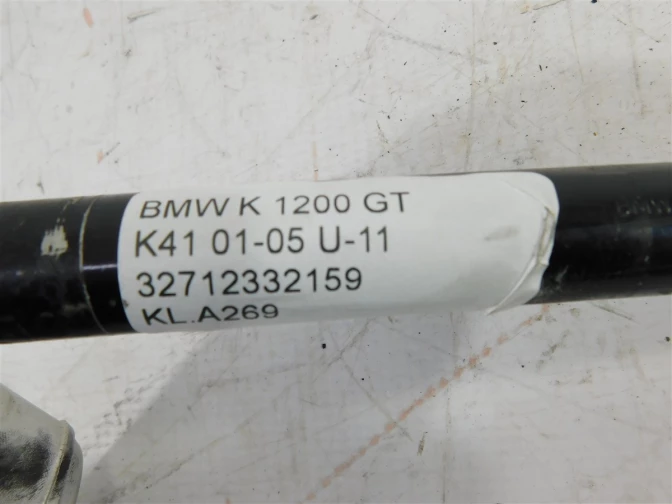 BMW K 1200 GT
K41 01-05 U-11
32712332159
KL.A269